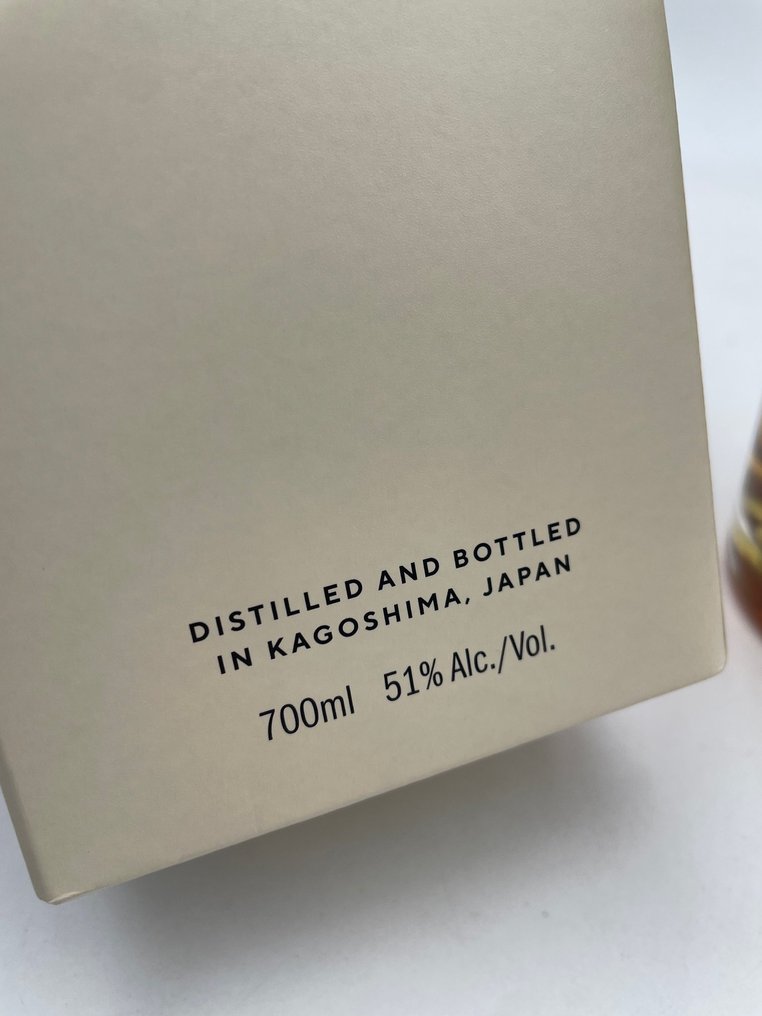 DISTILLED AND BOTTLED
IN KAGOSHIMA, JAPAN
700ml 51% Alc./Vol.